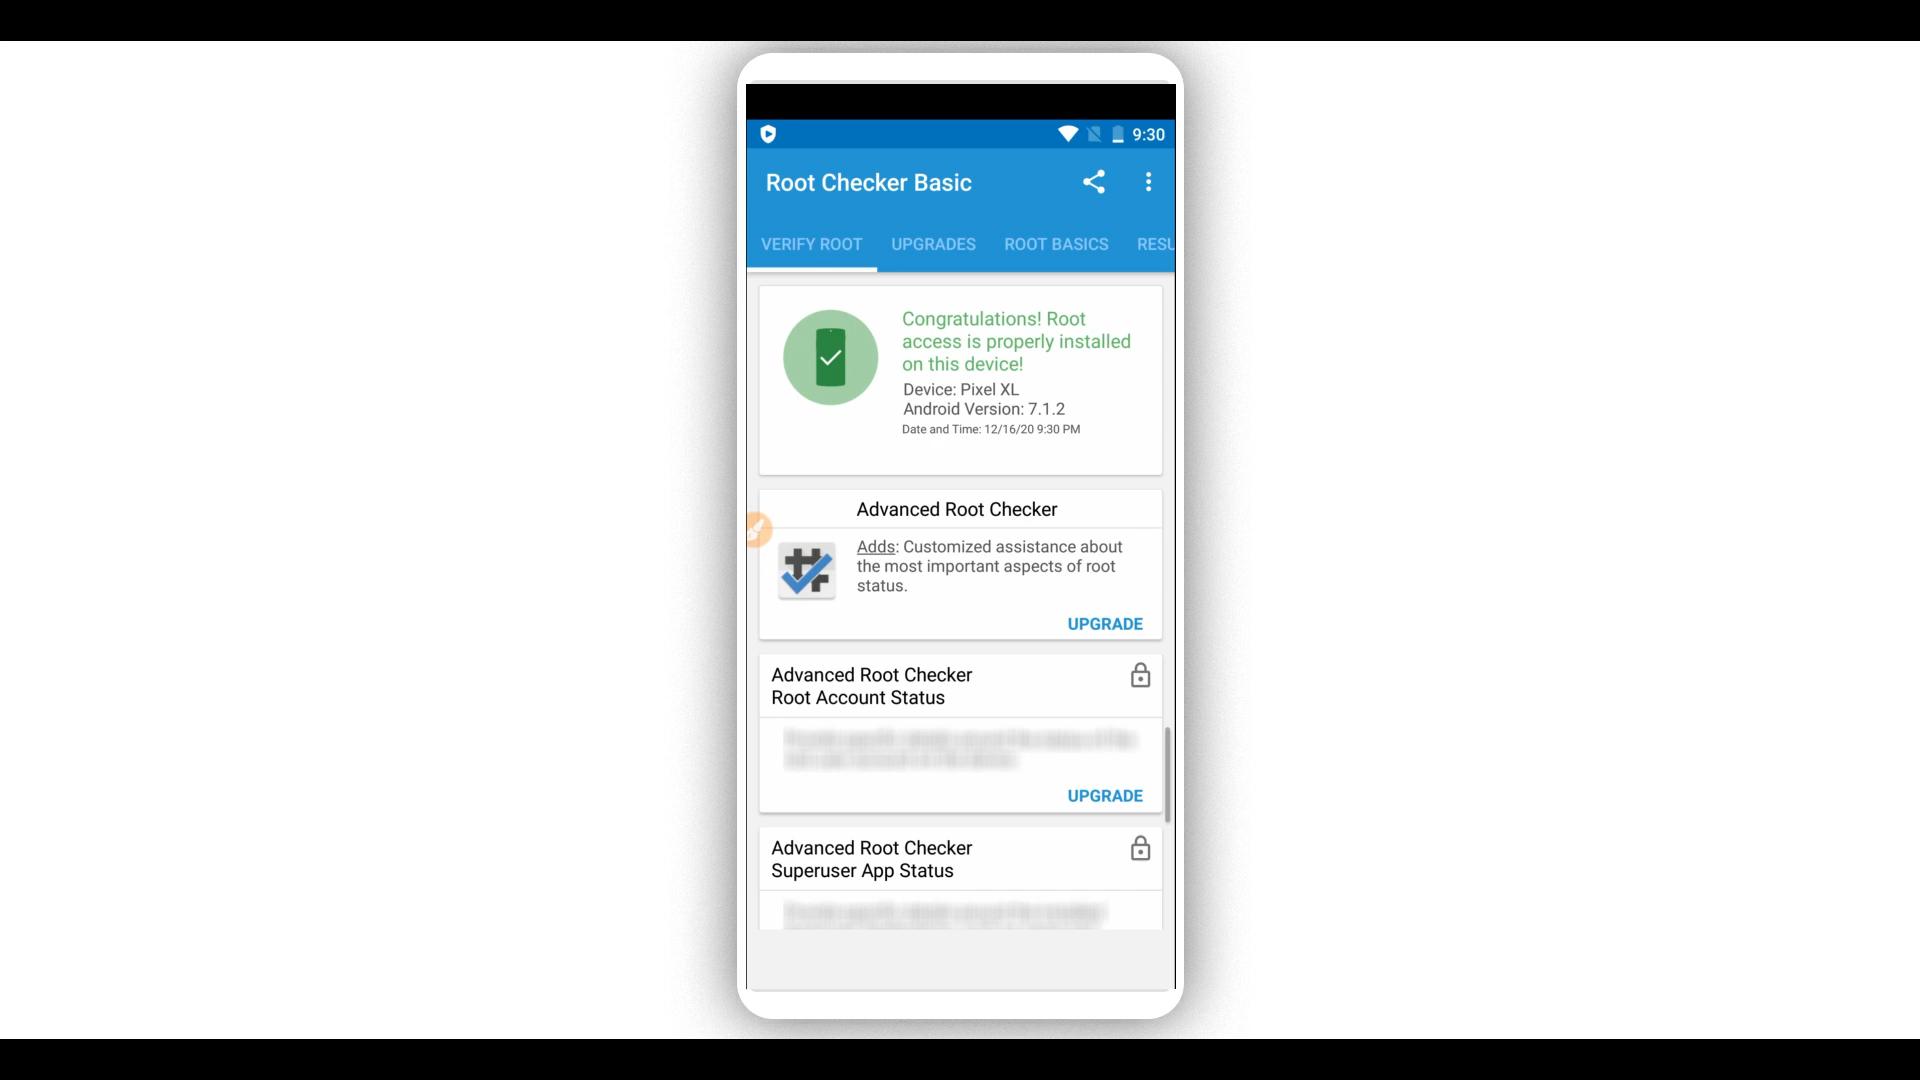 9:30
Root Checker Basic
VERIFY ROOT UPGRADES ROOT BASICS RESU
Congratulations! Root
access is properly installed
on this device!
Device: Pixel XL
Android Version: 7.1.2
Date and Time: 12/16/20 9:30 PM
Advanced Root Checker
Adds: Customized assistance about
the most important aspects of root
status.
UPGRADE
Advanced Root Checker
Root Account Status
UPGRADE
Advanced Root Checker
Superuser App Status